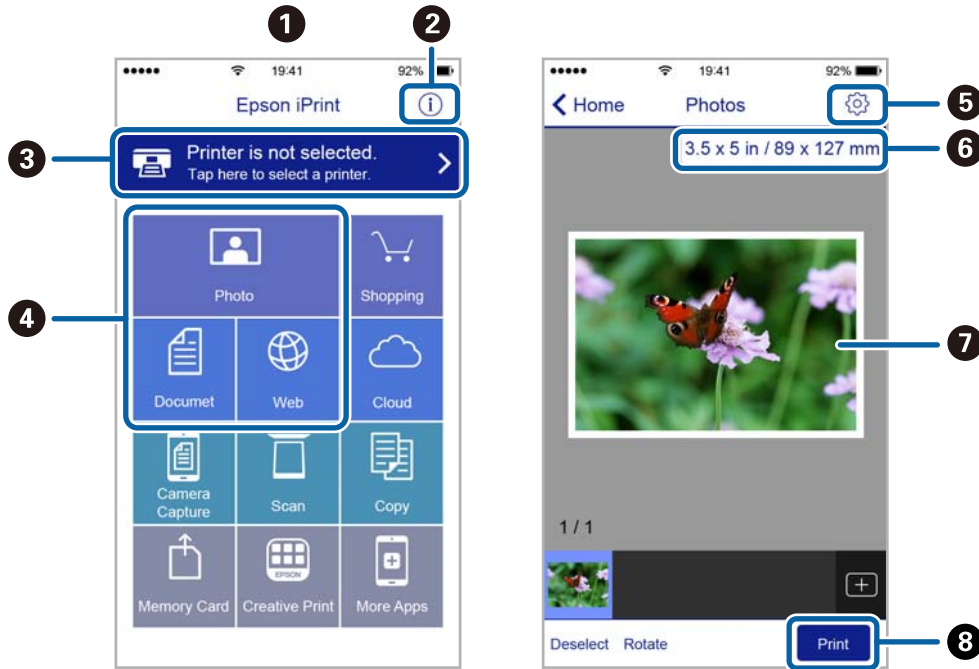 1
2
19:41
92%
Epson iPrint
i
3
Printer is not selected.
Tap here to select a printer.
4
Photo
Shopping
Documet
Web
Cloud
Camera
Capture
Scan
Copy
EPSON
Memory Card
Creative Print
More Apps
19:41
92%
Home
Photos
5
3.5 x 5 in / 89 x 127 mm
6
7
1 / 1
Deselect
Rotate
Print
8